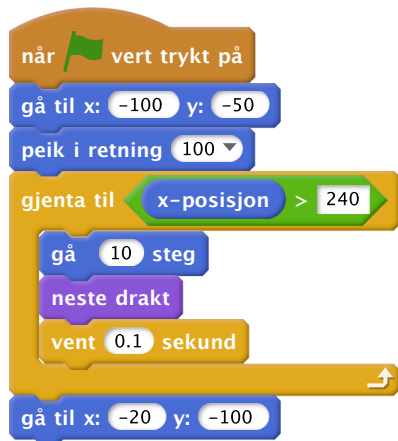 når vert trykt på
gå til x: -100 y: -50
peik i retning 100
gjenta til x-posisjon > 240
gå 10 steg
neste drakt
vent 0.1 sekund
gå til x: -20 y: -100